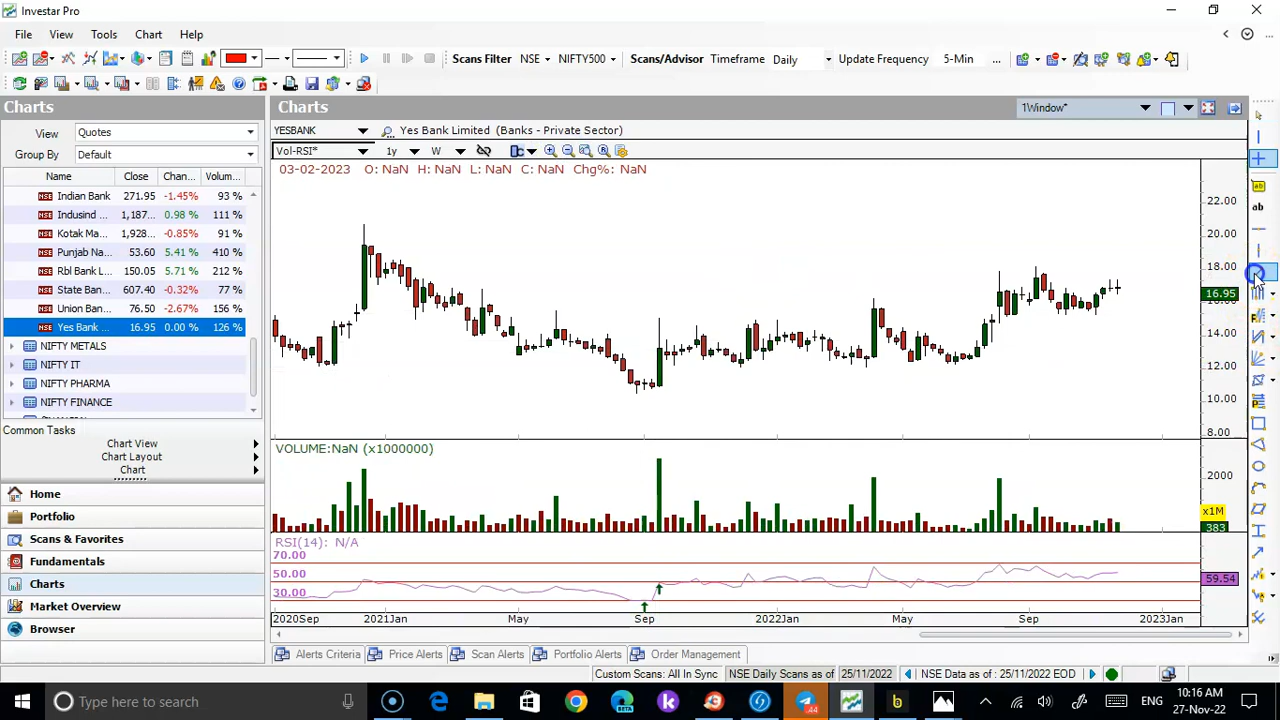 Investar Pro
File View Tools Chart Help
Scans Filter NSE NIFTY500 Scans/Advisor Timeframe Daily Update Frequency 5-Min ...
Charts
View Quotes
Group By Default
Name Close Chan... Volum...
NSE Indian Bank 271.95 -1.45% 93 %
NSE Indusind ... 1,187... 0.98 % 111 %
NSE Kotak Ma... 1,928... -0.85% 91 %
NSE Punjab Na... 53.60 5.41 % 410 %
NSE Rbl Bank L... 150.05 5.71 % 212 %
NSE State Ban... 607.40 -0.32 % 77 %
NSE Union Ban... 76.50 -2.67% 156 %
NSE Yes Bank ... 16.95 0.00 % 126 %
NIFTY METALS
NIFTY IT
NIFTY PHARMA
NIFTY FINANCE
Common Tasks
Chart View
Chart Layout
Chart
Home
Portfolio
Scans & Favorites
Fundamentals
Charts
Market Overview
Browser
Charts
1Window*
YESBANK Yes Bank Limited (Banks - Private Sector)
Vol-RSI* 1y W
03-02-2023 O: NaN H: NaN L: NaN C: NaN Chg%: NaN
22.00
20.00
18.00
16.95
14.00
12.00
10.00
8.00
ab
ab
VOLUME:NaN (x1000000)
2000
x1M
383
RSI(14): N/A
70.00
50.00
30.00
59.54
2020Sep 2021Jan May Sep 2022Jan May Sep 2023Jan
Alerts Criteria Price Alerts Scan Alerts Portfolio Alerts Order Management
Custom Scans: All In Sync NSE Daily Scans as of 25/11/2022 NSE Data as of : 25/11/2022 EOD
Type here to search
44
ENG
10:16 AM
27-Nov-22